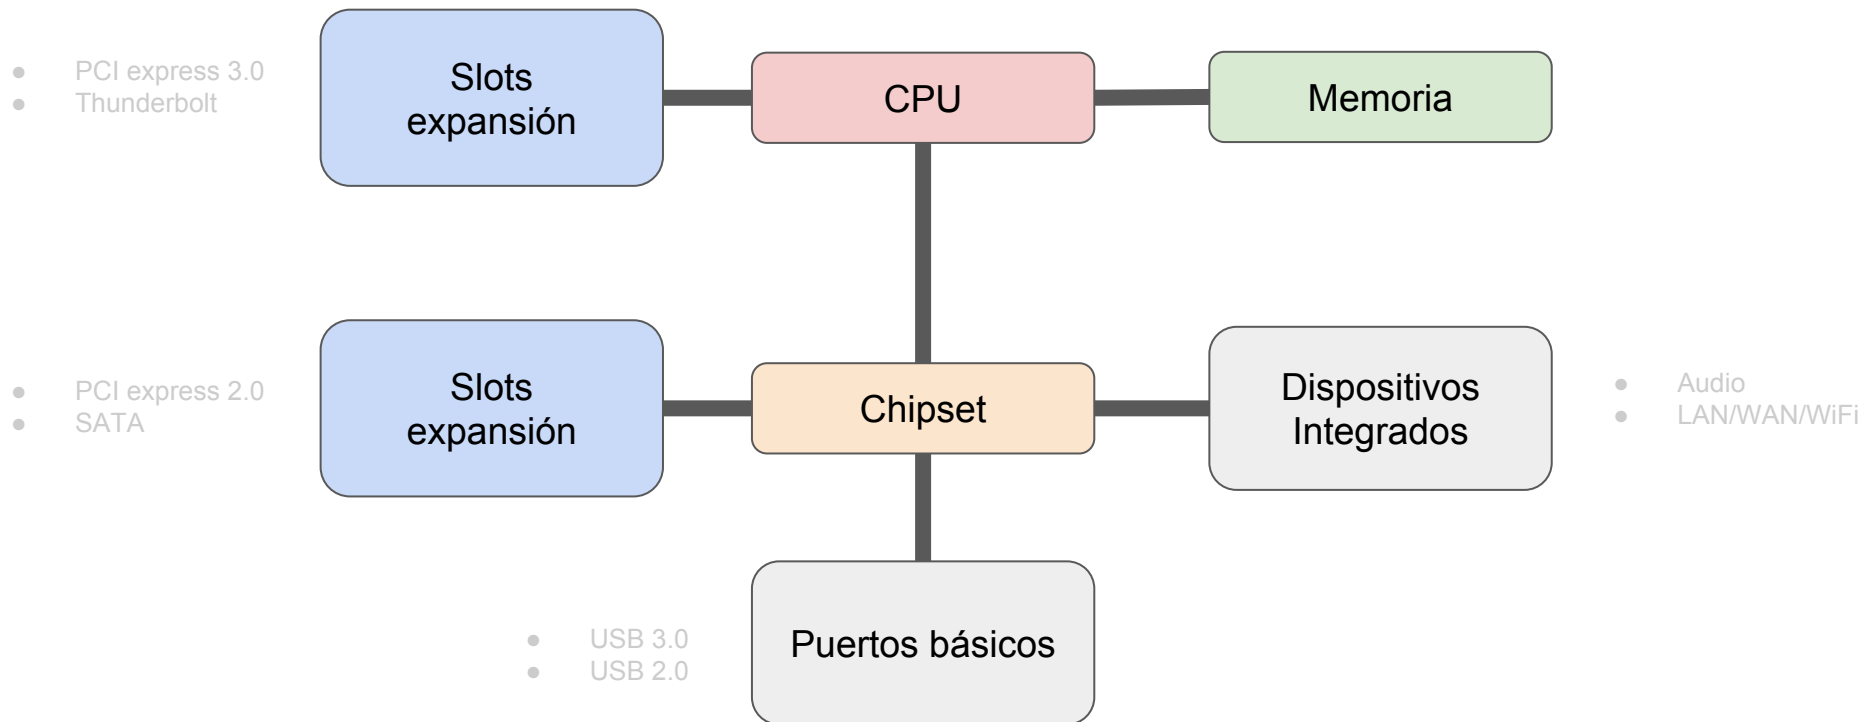 ● PCI express 3.0
● Thunderbolt
Slots
expansión
CPU
Memoria
● PCI express 2.0
● SATA
Slots
expansión
Chipset
Dispositivos
Integrados
● Audio
● LAN/WAN/WiFi
● USB 3.0
● USB 2.0
Puertos básicos